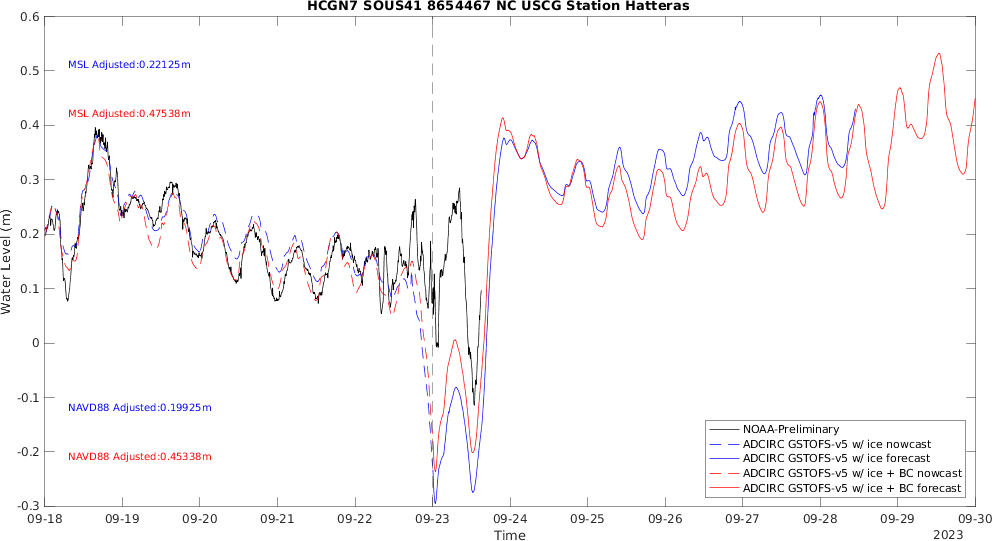 HCGN7 SOUS41 8654467 NC USCG Station Hatteras
0.6
0.5
0.4
0.3
0.2
0.1
0
-0.1
-0.2
-0.3
Water Level (m)
MSL Adjusted:0.22125m
MSL Adjusted:0.47538m
NAVD88 Adjusted:0.19925m
NAVD88 Adjusted:0.45338m
NOAA-Preliminary
ADCIRC GSTOFS-v5 w/ ice nowcast
ADCIRC GSTOFS-v5 w/ ice forecast
ADCIRC GSTOFS-v5 w/ ice + BC nowcast
ADCIRC GSTOFS-v5 w/ ice + BC forecast
09-18 09-19 09-20 09-21 09-22 09-23 09-24 09-25 09-26 09-27 09-28 09-29 09-30
Time
2023